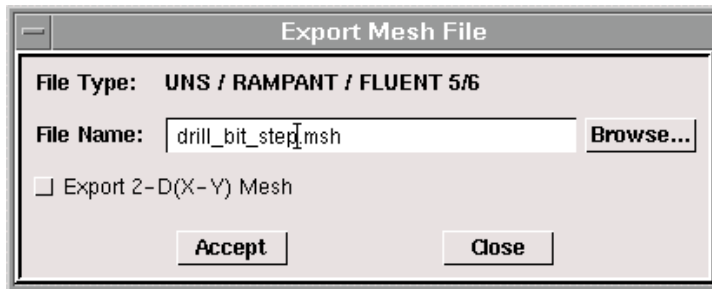 Export Mesh File
File Type: UNS / RAMPANT / FLUENT 5/6
File Name: drill_bit_step.msh Browse...
Export 2-D(X-Y) Mesh
Accept Close